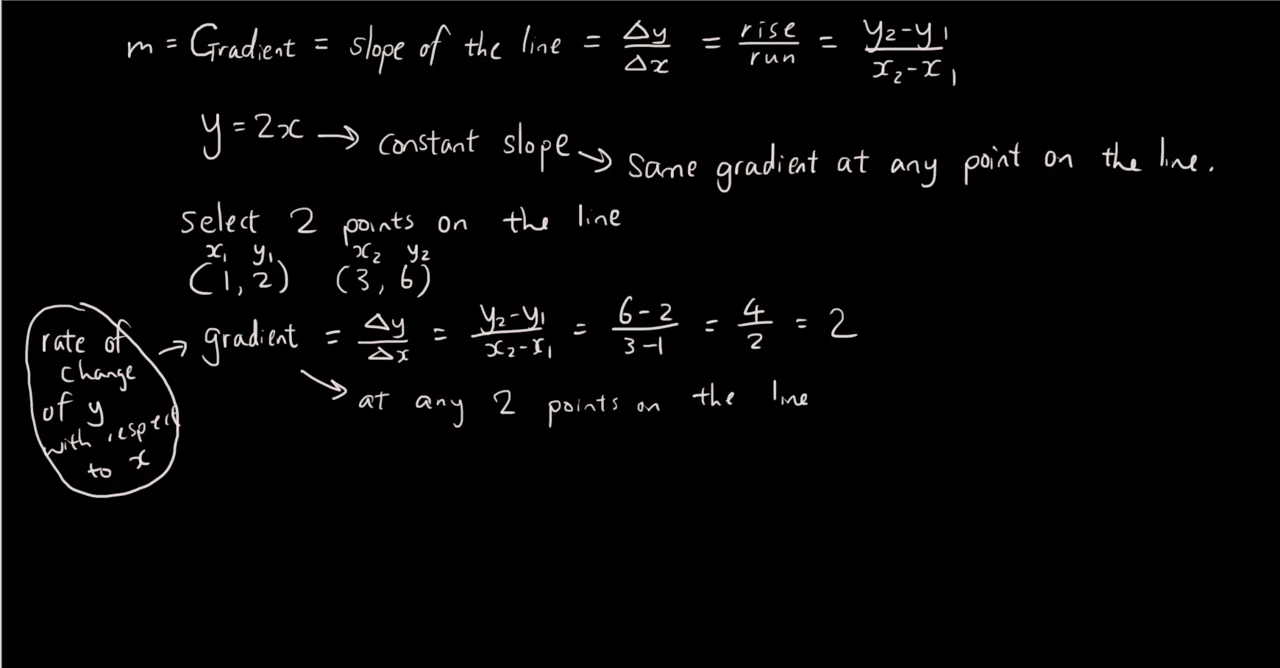 m = Gradient = slope of the line = Δy/Δx = rise/run = y₂-y₁/x₂-x₁
y = 2x → constant slope → Same gradient at any point on the line.
Select 2 points on the line
x₁ y₁ x₂ y₂
(1, 2) (3, 6)
rate of change of y with respect to x → gradient = Δy/Δx = y₂-y₁/x₂-x₁ = 6-2/3-1 = 4/2 = 2
→ at any 2 points on the line